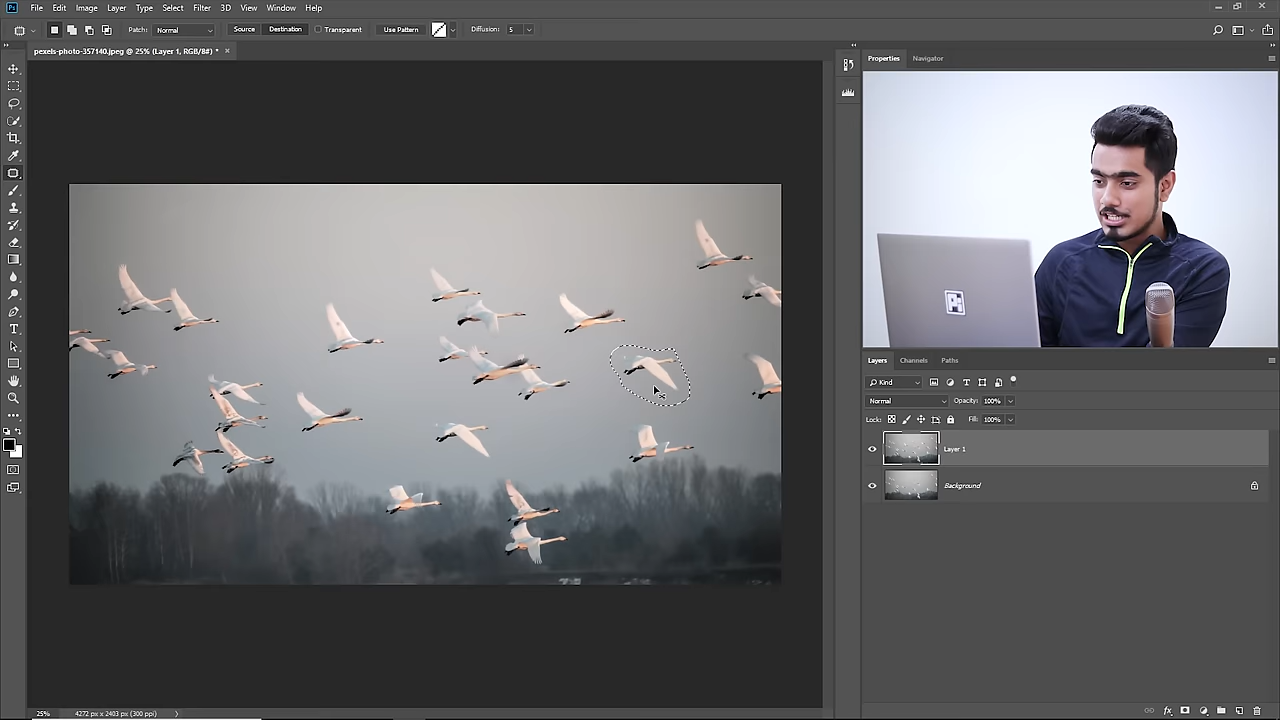 Ps File Edit Image Layer Type Select Filter 3D View Window Help
Patch: Normal Source Destination Transparent Use Pattern Diffusion: 5
pexels-photo-357140.jpeg @ 25% (Layer 1, RGB/8#) * ×
Properties Navigator
Layers Channels Paths
Kind
Normal Opacity: 100%
Lock: Fill: 100%
Layer 1
Background
25% 4272 px x 2403 px (300 ppi)